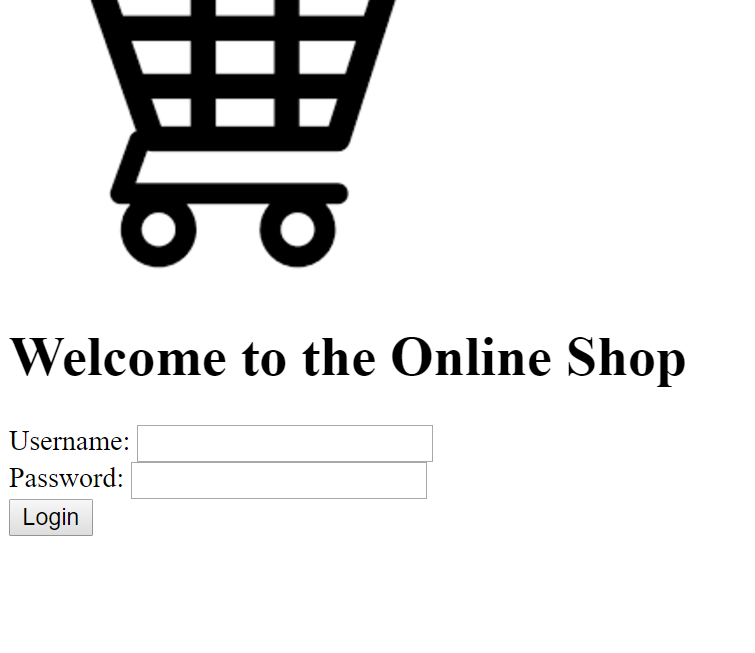 Welcome to the Online Shop
Username:
Password:
Login